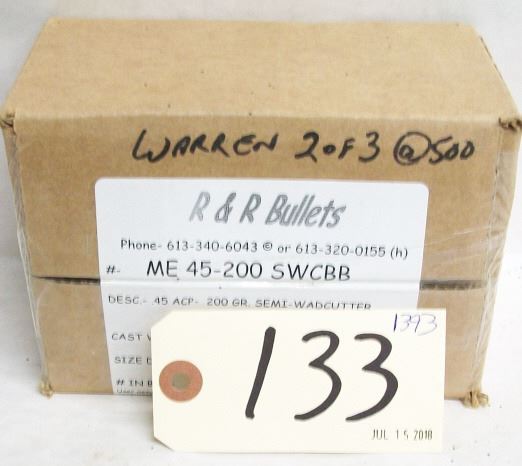 WARREN 2 OF 3 @500
R & R Bullets
Phone- 613-340-6043 © or 613-320-0155 (h)
#- ME 45-200 SWCBB
DESC.- .45 ACP- 200 GR. SEMI-WADCUTTER
CAST
SIZE
# IN
1393
133
JUL 15 2018